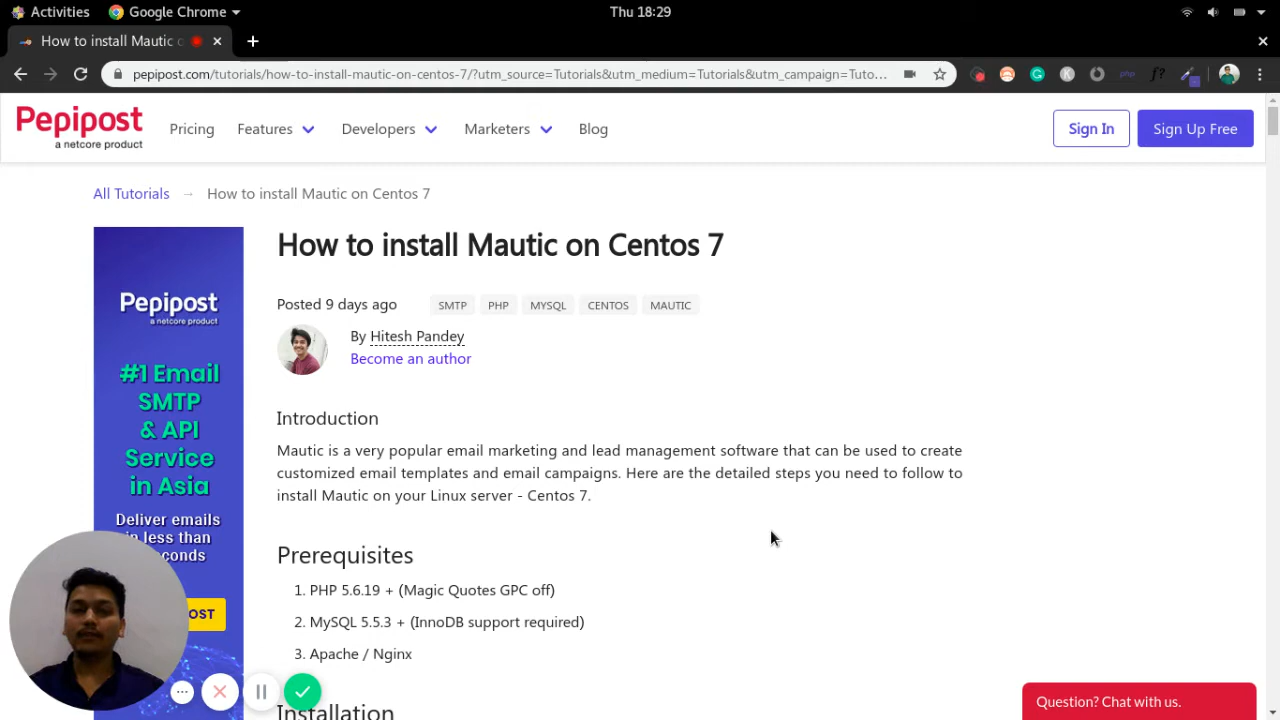 Activities
Google Chrome
Thu 18:29
How to install Mautic
pepipost.com/tutorials/how-to-install-mautic-on-centos-7/?utm_source=Tutorials&utm_medium=Tutorials&utm_campaign=Tuto...
php
f?
Pepipost
a netcore product
Pricing
Features
Developers
Marketers
Blog
Sign In
Sign Up Free
All Tutorials → How to install Mautic on Centos 7
How to install Mautic on Centos 7
Posted 9 days ago
SMTP
PHP
MYSQL
CENTOS
MAUTIC
By Hitesh Pandey
Become an author
Introduction
Mautic is a very popular email marketing and lead management software that can be used to create
customized email templates and email campaigns. Here are the detailed steps you need to follow to
install Mautic on your Linux server - Centos 7.
Prerequisites
1. PHP 5.6.19 + (Magic Quotes GPC off)
2. MySQL 5.5.3 + (InnoDB support required)
3. Apache / Nginx
Installation
Pepipost
a netcore product
#1 Email
SMTP
& API
Service
in Asia
Deliver emails
in less than
conds
OST
Question? Chat with us.